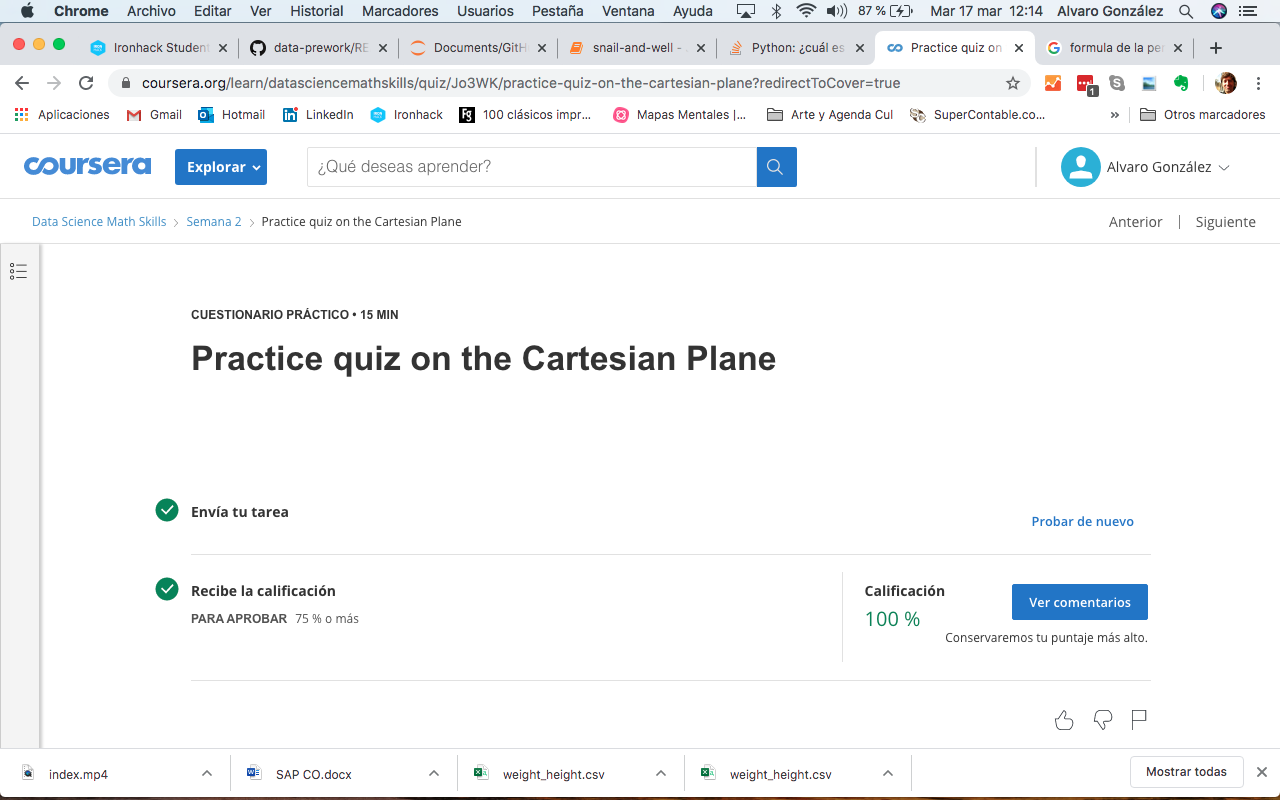 Chrome Archivo Editar Ver Historial Marcadores Usuarios Pestaña Ventana Ayuda 87 % Mar 17 mar 12:14 Alvaro González
Ironhack Student data-prework/RE Documents/GitH snail-and-well - Python: ¿cuál es Practice quiz on formula de la per
coursera.org/learn/datasciencemathskills/quiz/Jo3WK/practice-quiz-on-the-cartesian-plane?redirectToCover=true 1
Aplicaciones Gmail Hotmail LinkedIn Ironhack 100 clásicos impr... Mapas Mentales |... Arte y Agenda Cul SuperContable.co... » Otros marcadores
coursera Explorar ¿Qué deseas aprender? Alvaro González
Data Science Math Skills > Semana 2 > Practice quiz on the Cartesian Plane Anterior | Siguiente
CUESTIONARIO PRÁCTICO • 15 MIN
Practice quiz on the Cartesian Plane
Envía tu tarea
Probar de nuevo
Recibe la calificación Calificación
Ver comentarios
PARA APROBAR 75 % o más 100 %
Conservaremos tu puntaje más alto.
index.mp4 SAP CO.docx weight_height.csv weight_height.csv Mostrar todas